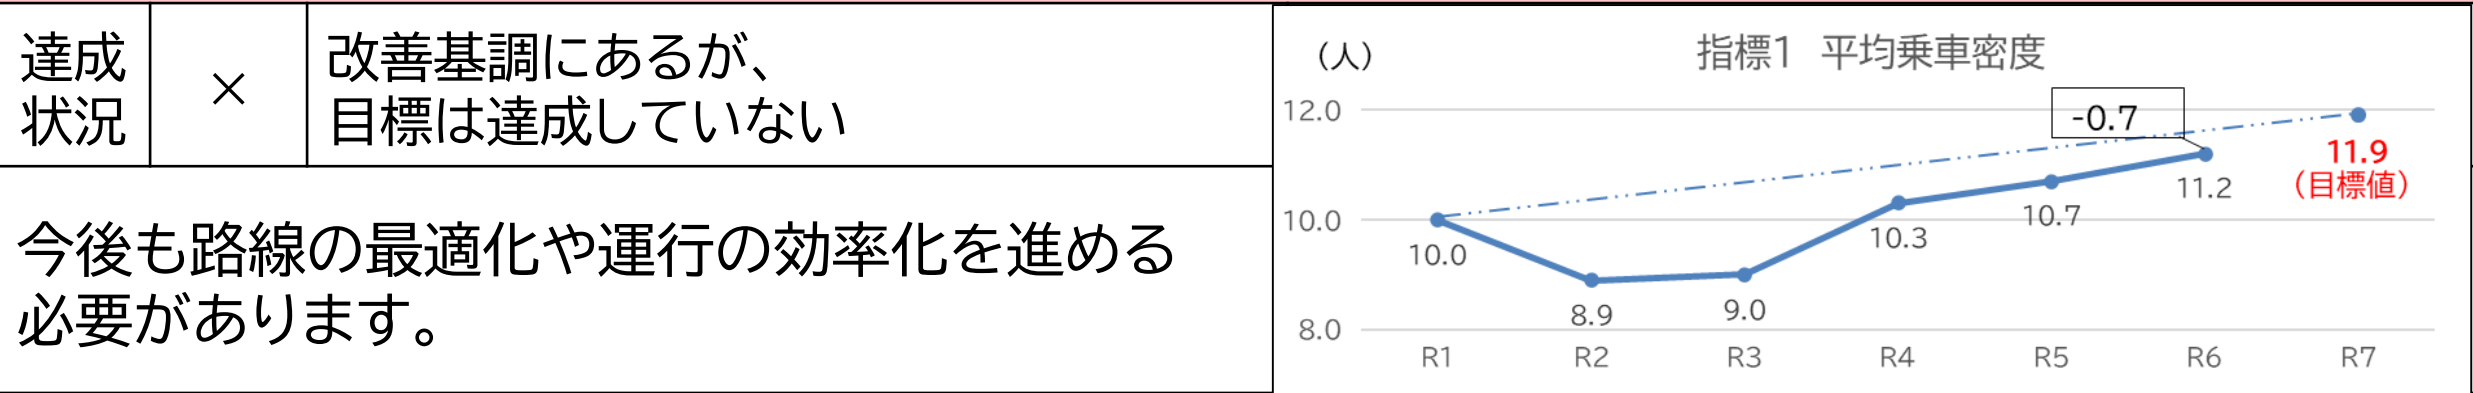 達成
状況
×
改善基調にあるが、
目標は達成していない
今後も路線の最適化や運行の効率化を進める
必要があります。
（人）
指標1　平均乗車密度
12.0
10.0
8.0
-0.7
10.0
8.9
9.0
10.3
10.7
11.2
11.9
（目標値）
R1 R2 R3 R4 R5 R6 R7